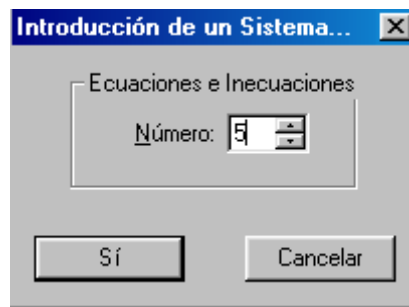 Introducción de un Sistema...
Ecuaciones e Inecuaciones
Número: 5
Sí
Cancelar